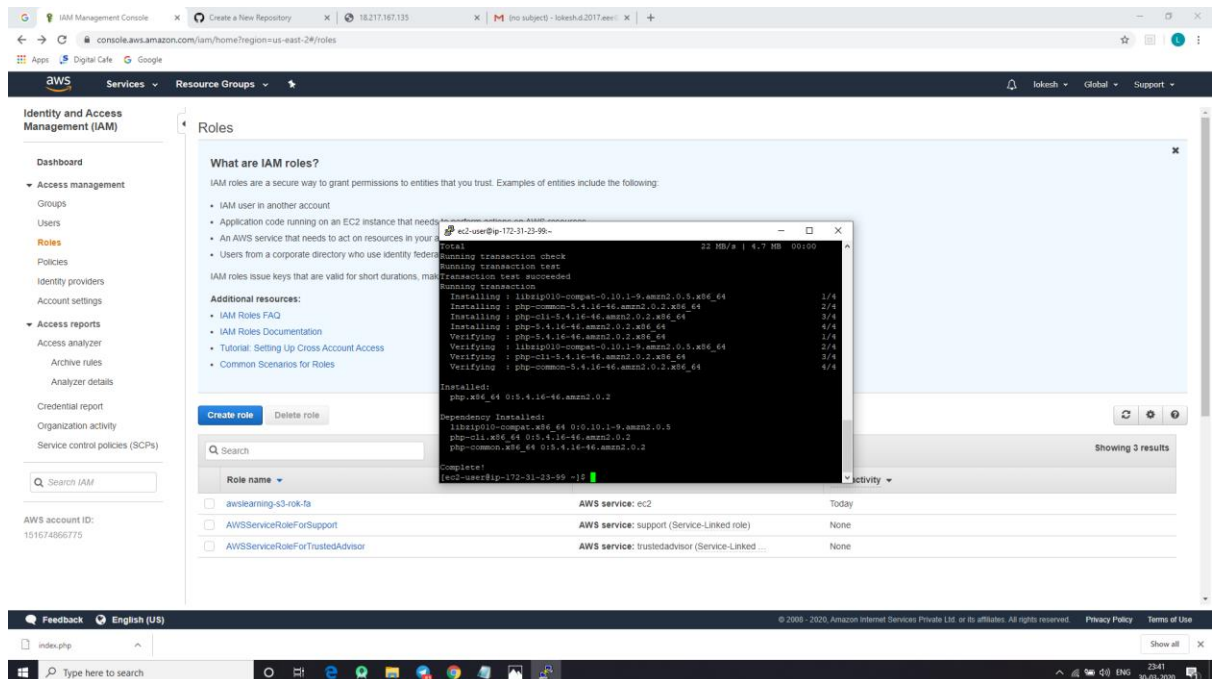 IAM Management Console
Create a New Repository
18.217.167.135
(no subject) - lokesh.d.2017.eee
console.aws.amazon.com/iam/home?region=us-east-2#/roles
Apps Digital Cafe Google
aws Services Resource Groups lokesh Global Support
Identity and Access Management (IAM)
Dashboard
Access management
Groups
Users
Roles
Policies
Identity providers
Account settings
Access reports
Access analyzer
Archive rules
Analyzer details
Credential report
Organization activity
Service control policies (SCPs)
Search IAM
AWS account ID:
151674866775
Roles
What are IAM roles?
IAM roles are a secure way to grant permissions to entities that you trust. Examples of entities include the following:
• IAM user in another account
• Application code running on an EC2 instance that needs to perform actions on AWS resources
• An AWS service that needs to act on resources in your a
• Users from a corporate directory who use identity federa
IAM roles issue keys that are valid for short durations, mak
Additional resources:
• IAM Roles FAQ
• IAM Roles Documentation
• Tutorial: Setting Up Cross Account Access
• Common Scenarios for Roles
Create role Delete role
Search
Showing 3 results
Role name activity
awslearning-s3-rok-fa AWS service: ec2 Today
AWSServiceRoleForSupport AWS service: support (Service-Linked role) None
AWSServiceRoleForTrustedAdvisor AWS service: trustedadvisor (Service-Linked ... None
ec2-user@ip-172-31-23-99:~
Total 22 MB/s | 4.7 MB 00:00
Running transaction check
Running transaction test
Transaction test succeeded
Running transaction
Installing : libzip010-compat-0.10.1-9.amzn2.0.5.x86_64 1/4
Installing : php-common-5.4.16-46.amzn2.0.2.x86_64 2/4
Installing : php-cli-5.4.16-46.amzn2.0.2.x86_64 3/4
Installing : php-5.4.16-46.amzn2.0.2.x86_64 4/4
Verifying : php-5.4.16-46.amzn2.0.2.x86_64 1/4
Verifying : libzip010-compat-0.10.1-9.amzn2.0.5.x86_64 2/4
Verifying : php-cli-5.4.16-46.amzn2.0.2.x86_64 3/4
Verifying : php-common-5.4.16-46.amzn2.0.2.x86_64 4/4
Installed:
php.x86_64 0:5.4.16-46.amzn2.0.2
Dependency Installed:
libzip010-compat.x86_64 0:0.10.1-9.amzn2.0.5
php-cli.x86_64 0:5.4.16-46.amzn2.0.2
php-common.x86_64 0:5.4.16-46.amzn2.0.2
Complete!
[ec2-user@ip-172-31-23-99 ~]$
Feedback English (US) © 2008 - 2020, Amazon Internet Services Private Ltd. or its affiliates. All rights reserved. Privacy Policy Terms of Use
index.php Show all
Type here to search ENG 23:41
30-03-2020